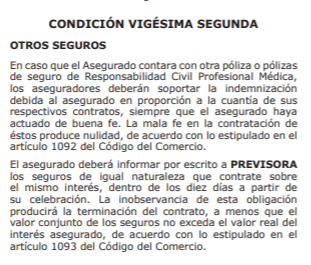 CONDICIÓN VIGÉSIMA SEGUNDA
OTROS SEGUROS
En caso que el Asegurado contara con otra póliza o pólizas
de seguro de Responsabilidad Civil Profesional Médica,
los aseguradores deberán soportar la indemnización
debida al asegurado en proporción a la cuantía de sus
respectivos contratos, siempre que el asegurado haya
actuado de buena fe. La mala fe en la contratación de
éstos produce nulidad, de acuerdo con lo estipulado en el
artículo 1092 del Código del Comercio.
El asegurado deberá informar por escrito a PREVISORA
los seguros de igual naturaleza que contrate sobre
el mismo interés, dentro de los diez días a partir de
su celebración. La inobservancia de esta obligación
producirá la terminación del contrato, a menos que el
valor conjunto de los seguros no exceda el valor real del
interés asegurado, de acuerdo con lo estipulado en el
artículo 1093 del Código del Comercio.